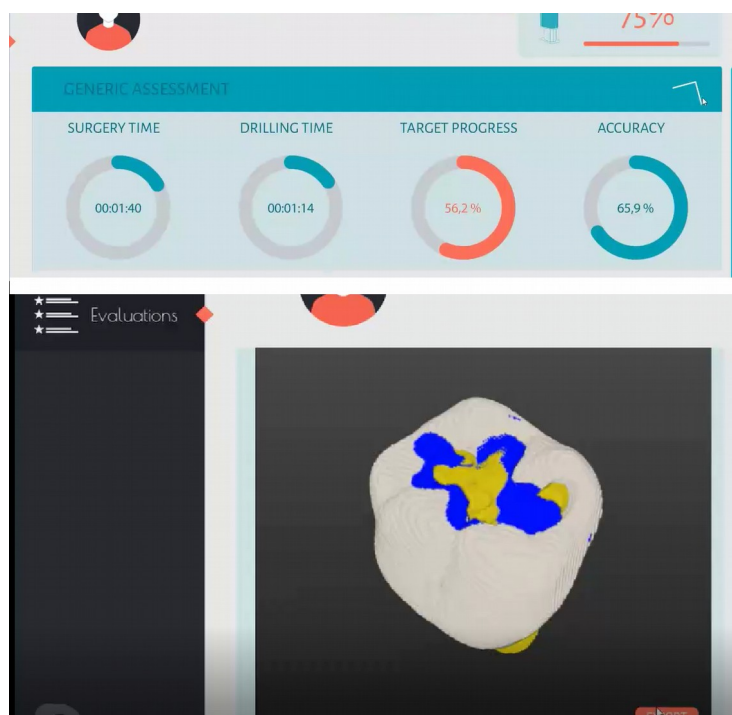 75%
GENERIC ASSESSMENT
SURGERY TIME DRILLING TIME TARGET PROGRESS ACCURACY
00:01:40 00:01:14 56,2 % 65,9 %
Evaluations